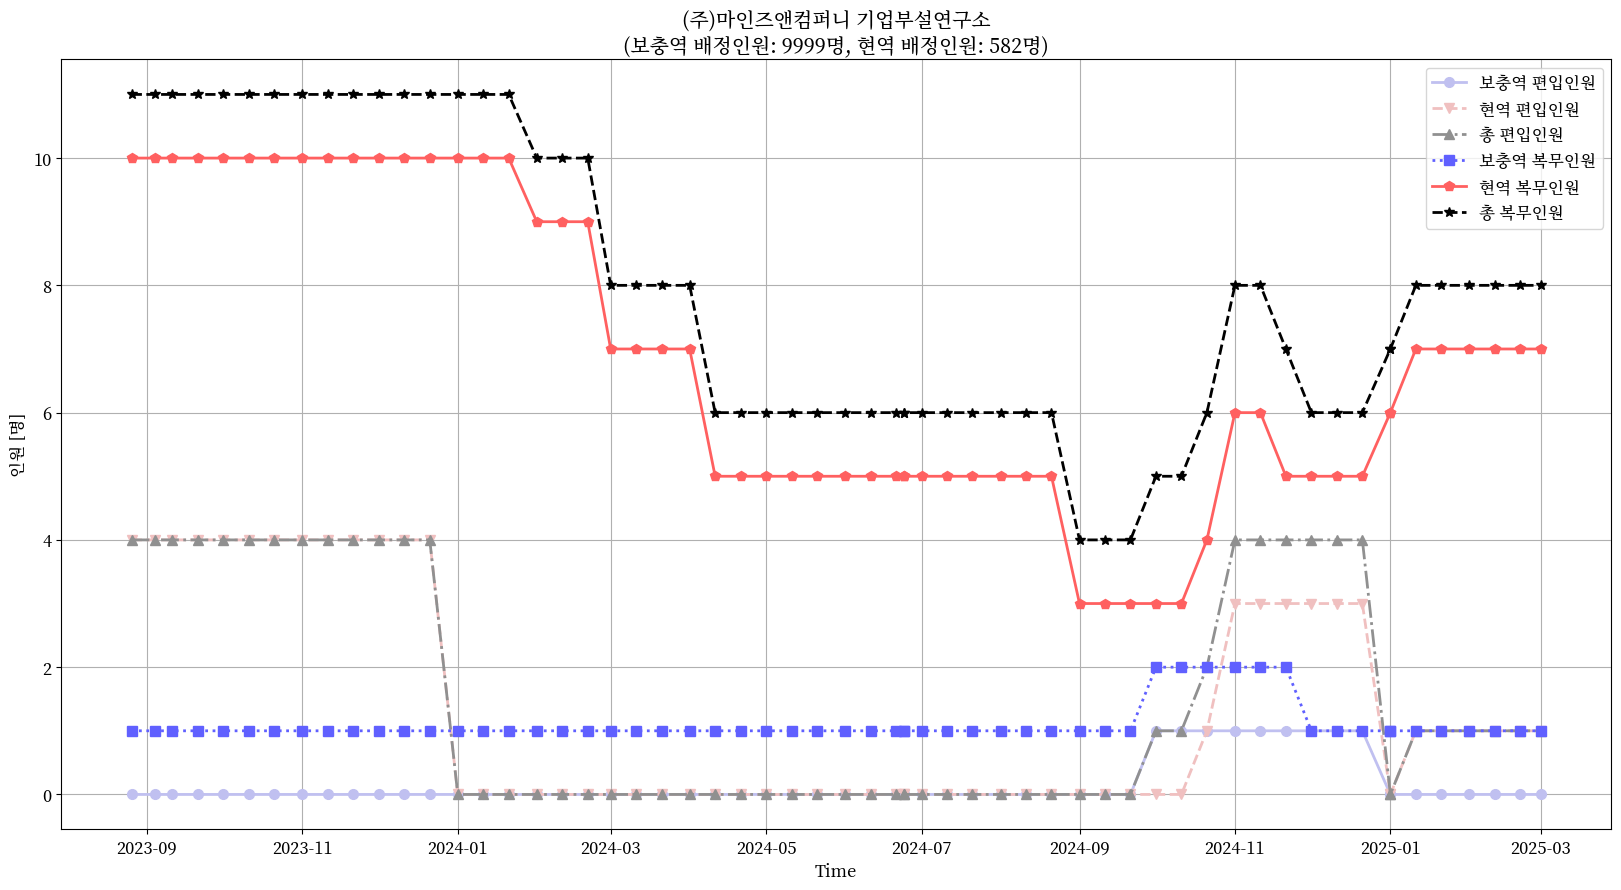 (주)마인즈앤컴퍼니 기업부설연구소
(보충역 배정인원: 9999명, 현역 배정인원: 582명)
보충역 편입인원
현역 편입인원
총 편입인원
보충역 복무인원
현역 복무인원
총 복무인원
인원 [명]
10
8
6
4
2
0
2023-09
2023-11
2024-01
2024-03
2024-05
2024-07
2024-09
2024-11
2025-01
2025-03
Time